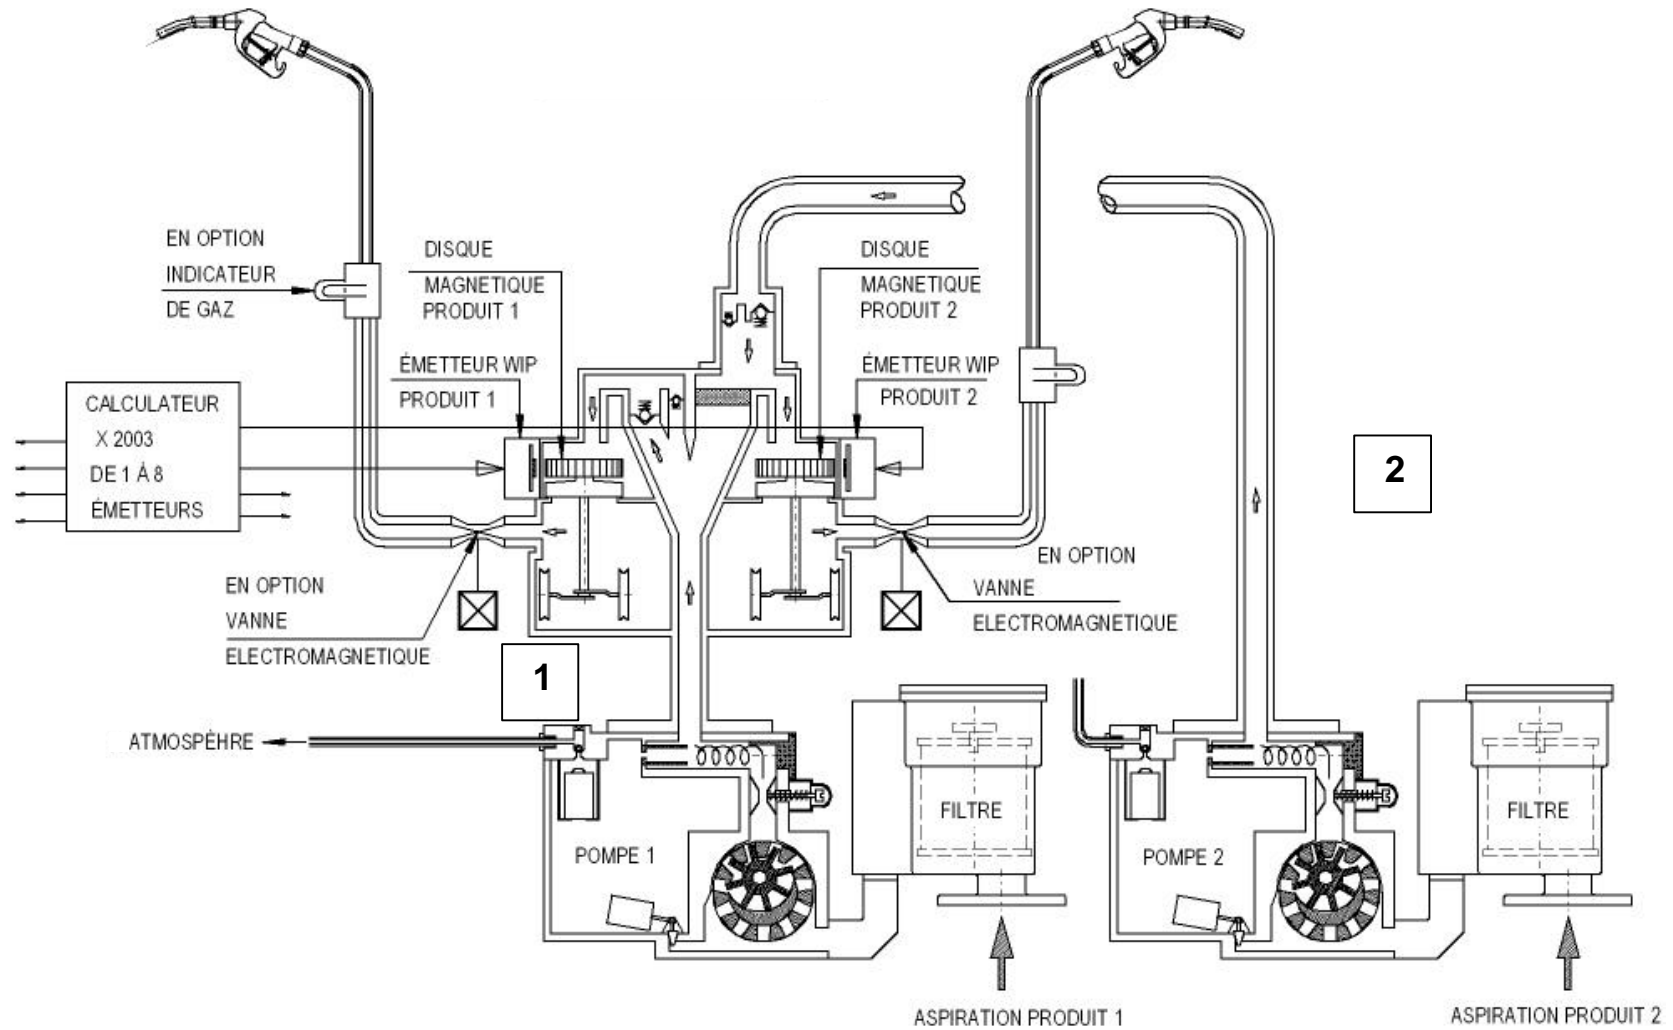 EN OPTION
INDICATEUR
DE GAZ
DISQUE
MAGNETIQUE
PRODUIT 1
DISQUE
MAGNETIQUE
PRODUIT 2
ÉMETTEUR WIP
PRODUIT 1
ÉMETTEUR WIP
PRODUIT 2
CALCULATEUR
X 2003
DE 1 À 8
ÉMETTEURS
2
EN OPTION
VANNE
ELECTROMAGNETIQUE
EN OPTION
VANNE
ELECTROMAGNETIQUE
1
ATMOSPÈHRE
FILTRE
FILTRE
POMPE 1
POMPE 2
ASPIRATION PRODUIT 1
ASPIRATION PRODUIT 2